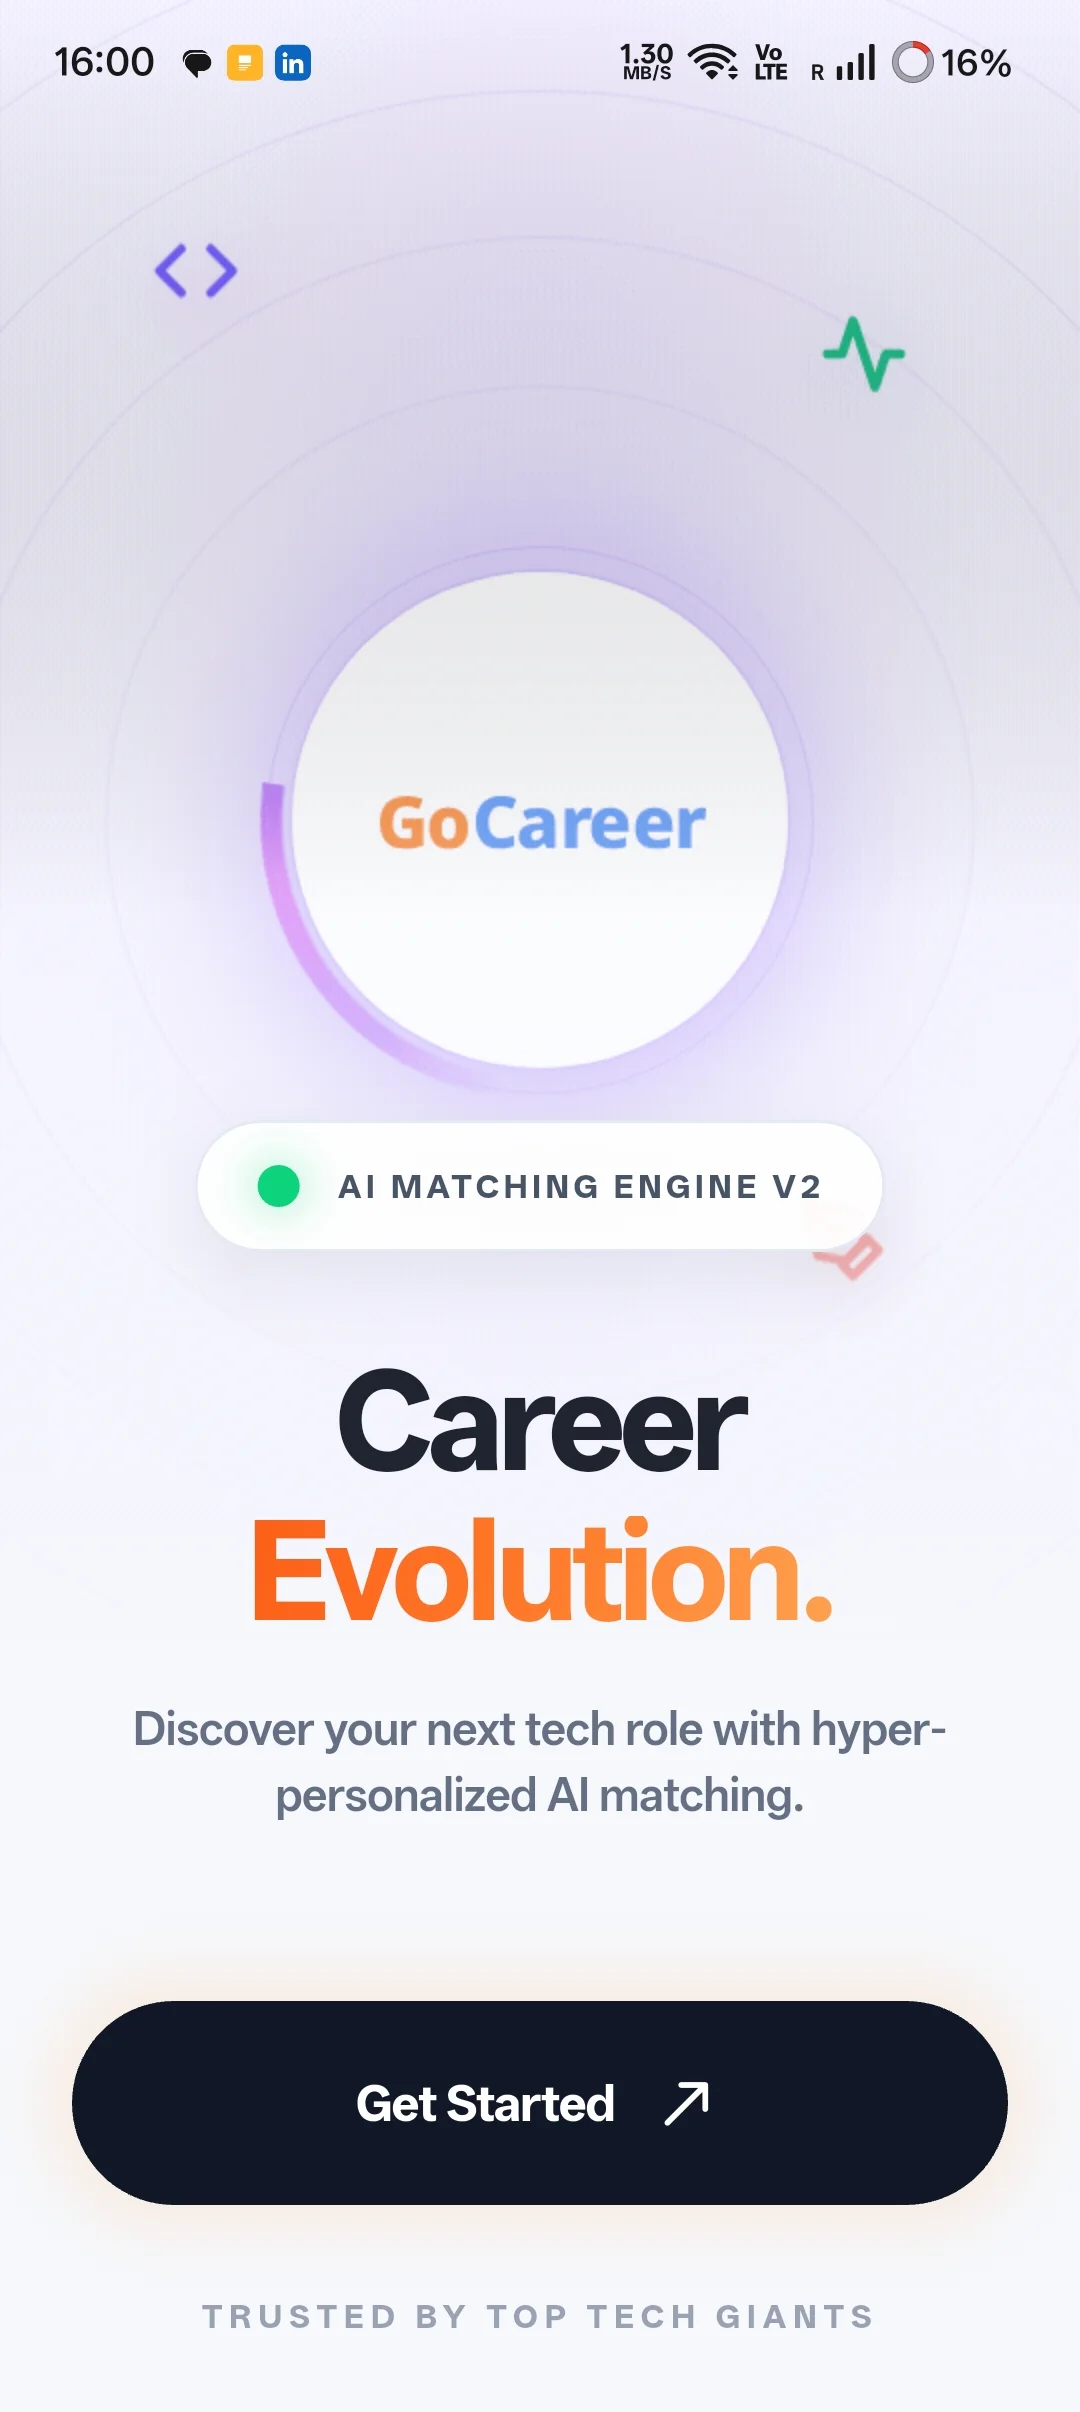 16:00
in
1.30
MB/S
Vo
LTE
R
16%
GoCareer
AI MATCHING ENGINE V2
Career
Evolution.
Discover your next tech role with hyper-
personalized AI matching.
Get Started
TRUSTED BY TOP TECH GIANTS